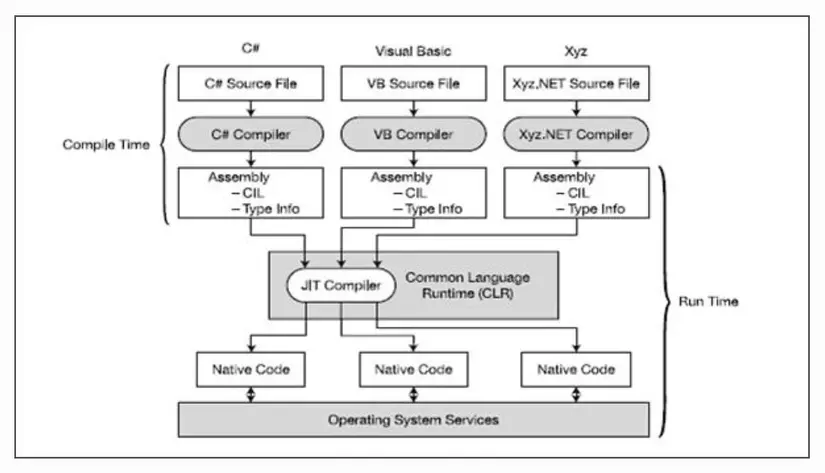 C#
Visual Basic
Xyz
C# Source File
VB Source File
Xyz.NET Source File
Compile Time
C# Compiler
VB Compiler
Xyz.NET Compiler
Assembly
– CIL
– Type Info
Assembly
– CIL
– Type Info
Assembly
– CIL
– Type Info
JIT Compiler
Common Language
Runtime (CLR)
Run Time
Native Code
Native Code
Native Code
Operating System Services